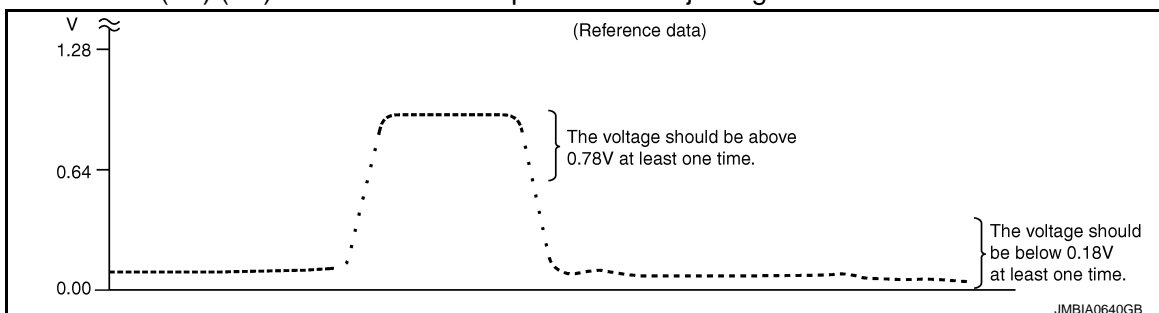 V
(Reference data)
1.28
The voltage should be above
0.78V at least one time.
0.64
The voltage should
be below 0.18V
at least one time.
0.00
JMBIA0640GB